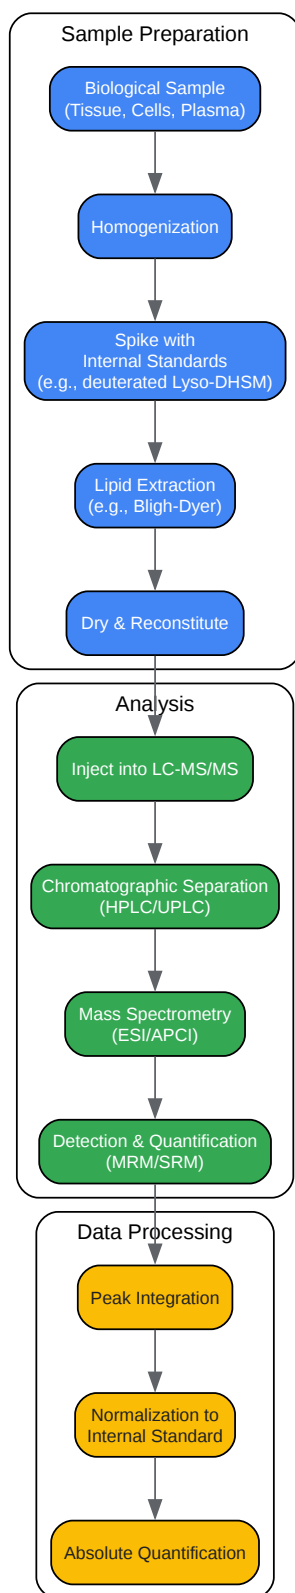 Sample Preparation
Biological Sample
(Tissue, Cells, Plasma)
Homogenization
Spike with
Internal Standards
(e.g., deuterated Lyso-DHSM)
Lipid Extraction
(e.g., Bligh-Dyer)
Dry & Reconstitute
Analysis
Inject into LC-MS/MS
Chromatographic Separation
(HPLC/UPLC)
Mass Spectrometry
(ESI/APCI)
Detection & Quantification
(MRM/SRM)
Data Processing
Peak Integration
Normalization to
Internal Standard
Absolute Quantification